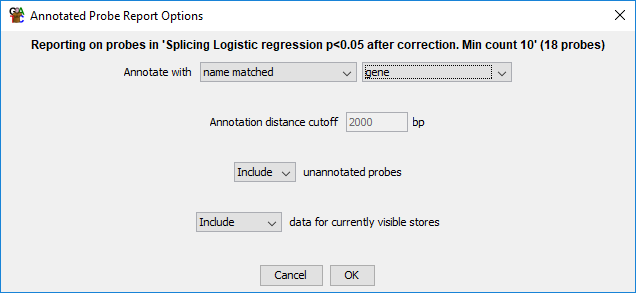 Annotated Probe Report Options
Reporting on probes in 'Splicing Logistic regression p<0.05 after correction. Min count 10' (18 probes)
Annotate with name matched gene
Annotation distance cutoff 2000 bp
Include unannotated probes
Include data for currently visible stores
Cancel OK